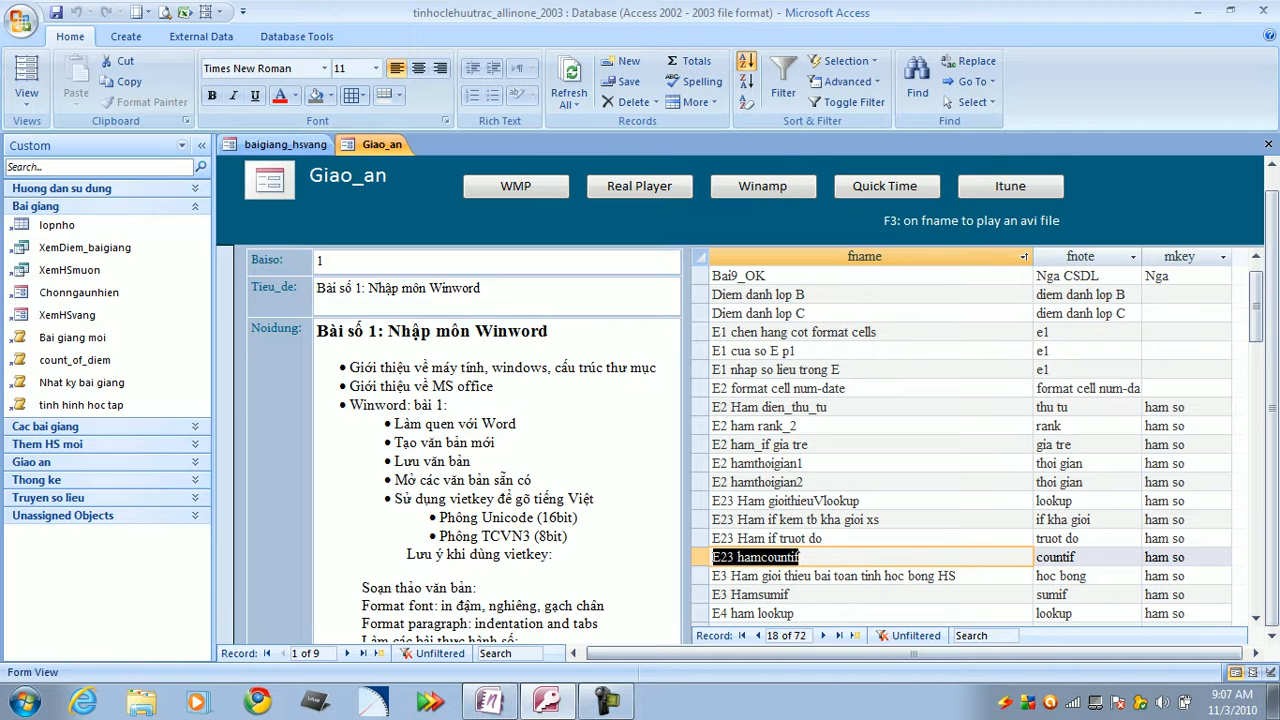 tinhoclehuutrac_allinone_2003 : Database (Access 2002 - 2003 file format) - Microsoft Access
Home Create External Data Database Tools
View
Views
Paste
Cut
Copy
Format Painter
Clipboard
Times New Roman 11
B I U A
Font
Rich Text
Refresh All
New
Save
Delete
Totals
Spelling
More
Records
Filter
Selection
Advanced
Toggle Filter
Sort & Filter
Find
Replace
Go To
Select
Find
Custom
Search...
Huong dan su dung
Bai giang
lopnho
XemDiem_baigiang
XemHSmuon
Chonngaunhien
XemHSvang
Bai giang moi
count_of_diem
Nhat ky bai giang
tinh hinh hoc tap
Cac bai giang
Them HS moi
Giao an
Thong ke
Truyen so lieu
Unassigned Objects
baigiang_hsvang Giao_an
Giao_an
WMP Real Player Winamp Quick Time Itune
F3: on fname to play an avi file
Baiso: 1
Tieu_de: Bài số 1: Nhập môn Winword
Noidung: Bài số 1: Nhập môn Winword
Giới thiệu về máy tính, windows, cấu trúc thư mục
Giới thiệu về MS office
Winword: bài 1:
Làm quen với Word
Tạo văn bản mới
Lưu văn bản
Mở các văn bản sẵn có
Sử dụng vietkey để gõ tiếng Việt
Phông Unicode (16bit)
Phông TCVN3 (8bit)
Lưu ý khi dùng vietkey:
Soạn thảo văn bản:
Format font: in đậm, nghiêng, gạch chân
Format paragraph: indentation and tabs
Làm các bài thực hành số:
Record: 1 of 9 Unfiltered Search
fname fnote mkey
Bai9_OK Nga CSDL Nga
Diem danh lop B diem danh lop B
Diem danh lop C diem danh lop C
E1 chen hang cot format cells e1
E1 cua so E p1 e1
E1 nhap so lieu trong E e1
E2 format cell num-date format cell num-da
E2 Ham dien_thu_tu thu tu ham so
E2 ham rank_2 rank ham so
E2 ham_if gia tre gia tre ham so
E2 hamthoigian1 thoi gian ham so
E2 hamthoigian2 thoi gian ham so
E23 Ham gioithieuVlookup lookup ham so
E23 Ham if kem tb kha gioi xs if kha gioi ham so
E23 Ham if truot do truot do ham so
E23 hamcountif countif ham so
E3 Ham gioi thieu bai toan tinh hoc bong HS hoc bong ham so
E3 Hamsumif sumif ham so
E4 ham lookup lookup ham so
Record: 18 of 72 Unfiltered Search
Form View
9:07 AM
11/3/2010